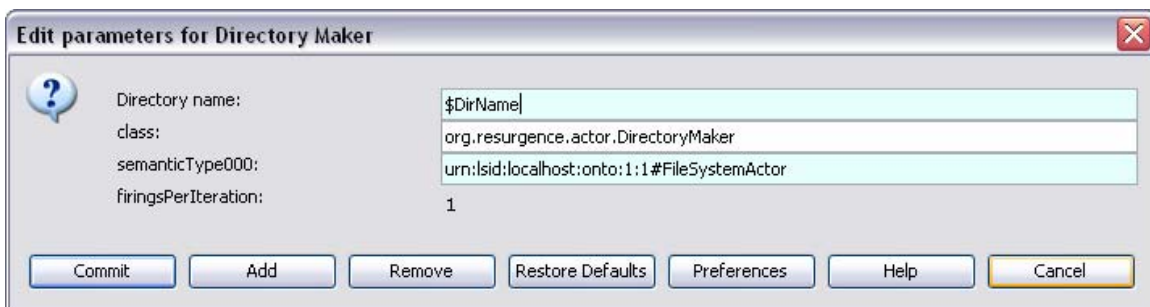 Edit parameters for Directory Maker
?
Directory name: $DirName
class: org.resurgence.actor.DirectoryMaker
semanticType000: urn:lsid:localhost:onto:1:1#FileSystemActor
firingsPerIteration: 1
Commit Add Remove Restore Defaults Preferences Help Cancel